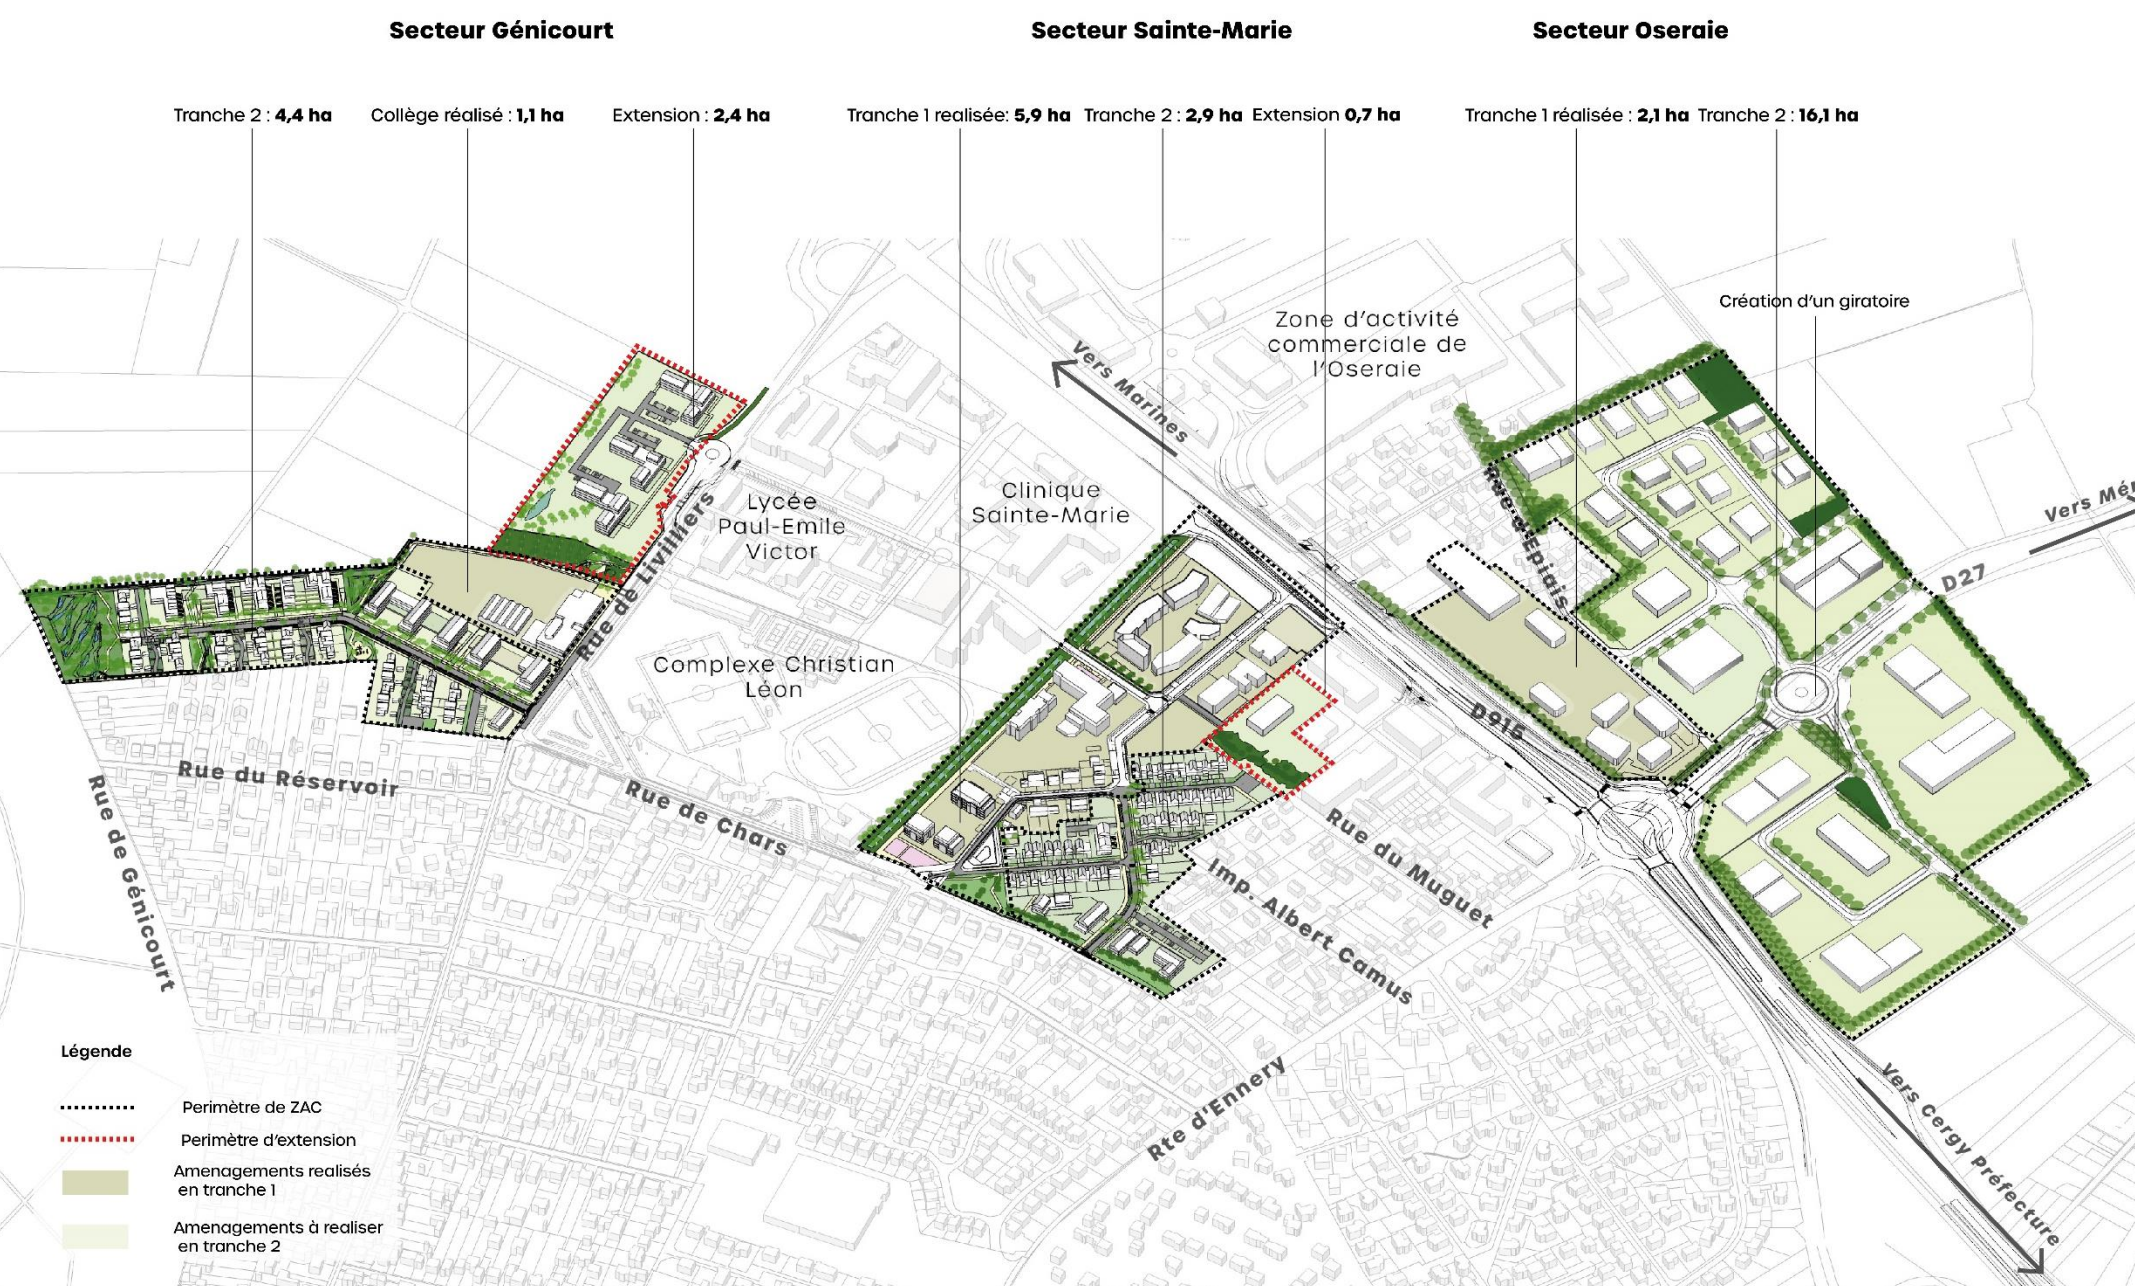 Secteur Génicourt
Secteur Sainte-Marie
Secteur Oseraie
Tranche 2 : 4,4 ha
Collège réalisé : 1,1 ha
Extension : 2,4 ha
Tranche 1 realisée: 5,9 ha
Tranche 2 : 2,9 ha
Extension 0,7 ha
Tranche 1 réalisée : 2,1 ha
Tranche 2 : 16,1 ha
Création d'un giratoire
Zone d'activité
commerciale de
l'Oseraie
Vers Marines
Clinique
Sainte-Marie
Lycée
Paul-Emile
Victor
Rue de Livilliers
Complexe Christian
Léon
Rue d'Epiais
Vers Mér
D27
D915
Rue du Réservoir
Rue de Chars
Rue de Génicourt
Rue du Muguet
Imp. Albert Camus
Rte d'Ennery
Vers Cergy Préfecture
Légende
Perimètre de ZAC
Perimètre d'extension
Amenagements realisés
en tranche 1
Amenagements à realiser
en tranche 2